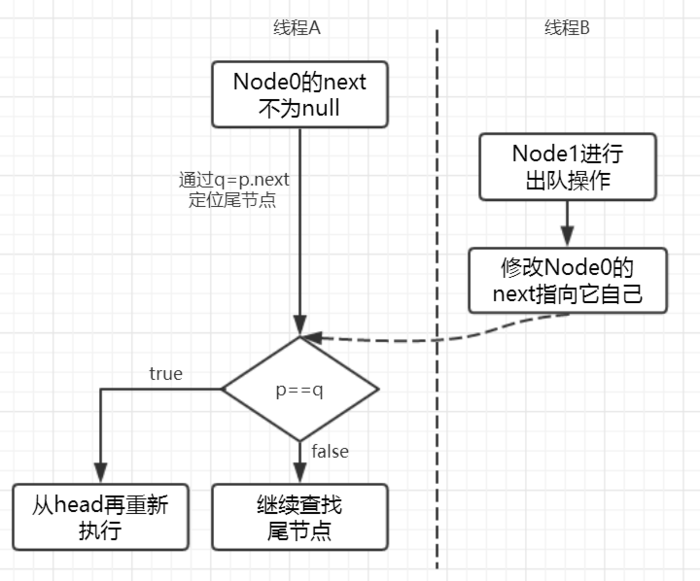 线程A
线程B
Node0的next
不为null
Node1进行
出队操作
通过q=p.next
定位尾节点
修改Node0的
next指向它自己
p==q
true
false
从head再重新
执行
继续查找
尾节点